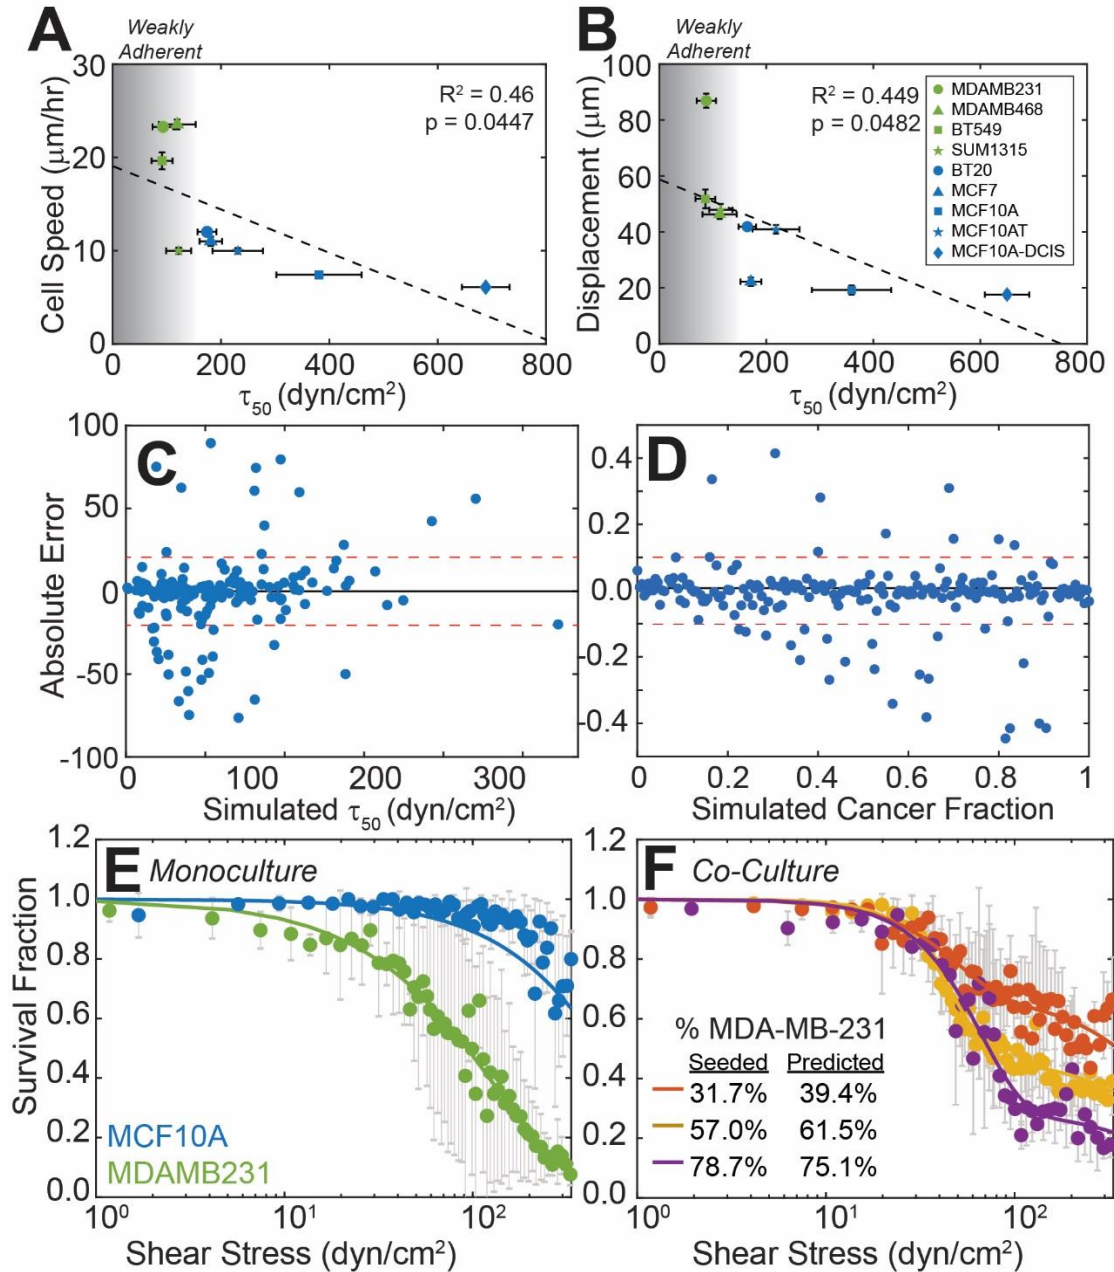 A
Weakly
Adherent
R² = 0.46
p = 0.0447
30
20
10
0
Cell Speed (μm/hr)
0 200 400 600 800
τ₅₀ (dyn/cm²)
B
Weakly
Adherent
R² = 0.449
p = 0.0482
100
80
60
40
20
0
Displacement (μm)
0 200 400 600 800
τ₅₀ (dyn/cm²)
MDAMB231
MDAMB468
BT549
SUM1315
BT20
MCF7
MCF10A
MCF10AT
MCF10A-DCIS
C
100
50
0
-50
-100
Absolute Error
0 100 200 300
Simulated τ₅₀ (dyn/cm²)
D
0.4
0.2
0.0
-0.2
-0.4
0.0 0.2 0.4 0.6 0.8 1
Simulated Cancer Fraction
E Monoculture
1.2
1.0
0.8
0.6
0.4
0.2
0.0
Survival Fraction
MCF10A
MDAMB231
10⁰ 10¹ 10²
Shear Stress (dyn/cm²)
F Co-Culture
1.2
1.0
0.8
0.6
0.4
0.2
0.0
% MDA-MB-231
Seeded Predicted
31.7% 39.4%
57.0% 61.5%
78.7% 75.1%
10⁰ 10¹ 10²
Shear Stress (dyn/cm²)